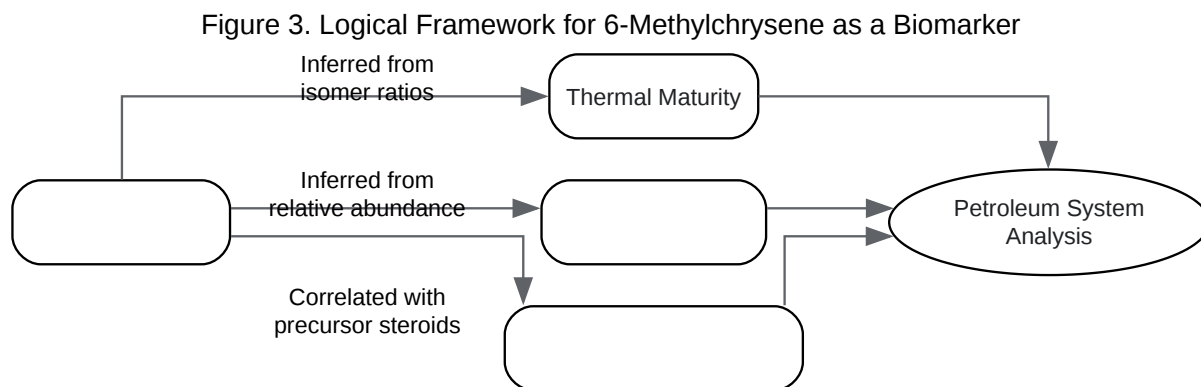 Figure 3. Logical Framework for 6-Methylchrysene as a Biomarker
Inferred from
isomer ratios
Thermal Maturity
Inferred from
relative abundance
Petroleum System
Analysis
Correlated with
precursor steroids